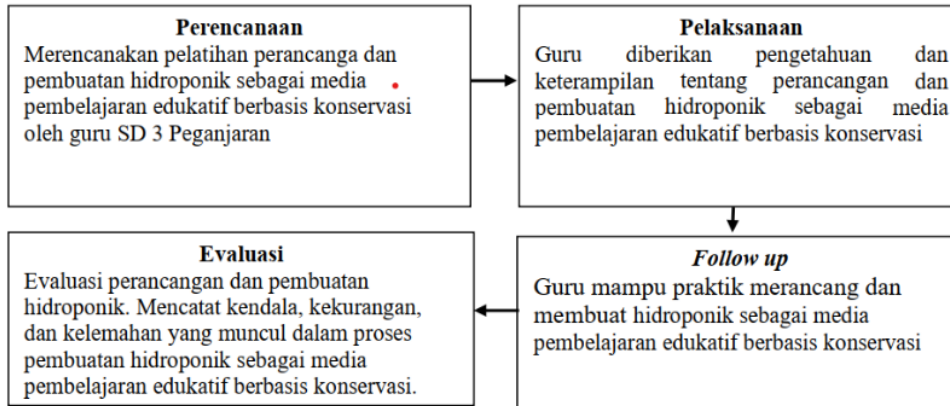 Perencanaan
Merencanakan pelatihan perancanga dan
pembuatan hidroponik sebagai media
pembelajaran edukatif berbasis konservasi
oleh guru SD 3 Peganjaran
Pelaksanaan
Guru diberikan pengetahuan dan
keterampilan tentang perancangan dan
pembuatan hidroponik sebagai media
pembelajaran edukatif berbasis konservasi
Follow up
Guru mampu praktik merancang dan
membuat hidroponik sebagai media
pembelajaran edukatif berbasis konservasi
Evaluasi
Evaluasi perancangan dan pembuatan
hidroponik. Mencatat kendala, kekurangan,
dan kelemahan yang muncul dalam proses
pembuatan hidroponik sebagai media
pembelajaran edukatif berbasis konservasi.